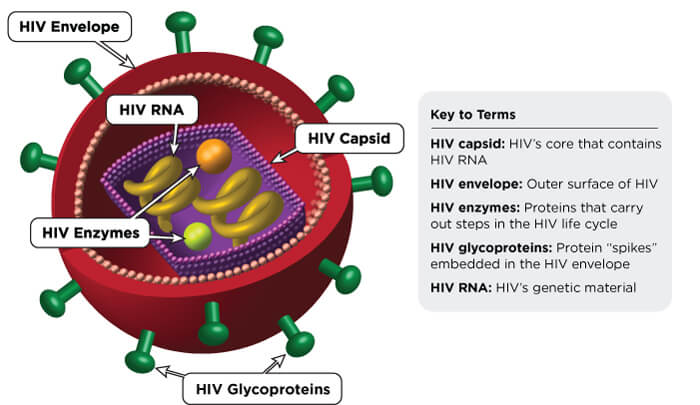 HIV Envelope
HIV RNA
HIV Capsid
HIV Enzymes
HIV Glycoproteins
Key to Terms
HIV capsid: HIV’s core that contains
HIV RNA
HIV envelope: Outer surface of HIV
HIV enzymes: Proteins that carry
out steps in the HIV life cycle
HIV glycoproteins: Protein “spikes”
embedded in the HIV envelope
HIV RNA: HIV’s genetic material